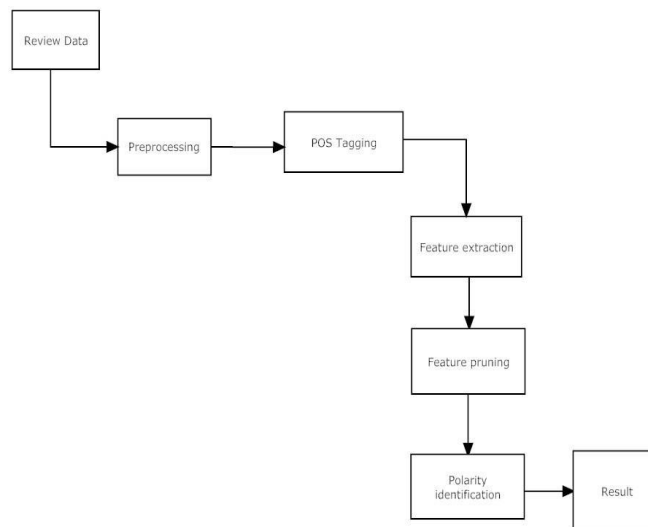 Review Data
Preprocessing
POS Tagging
Feature extraction
Feature pruning
Polarity
identification
Result